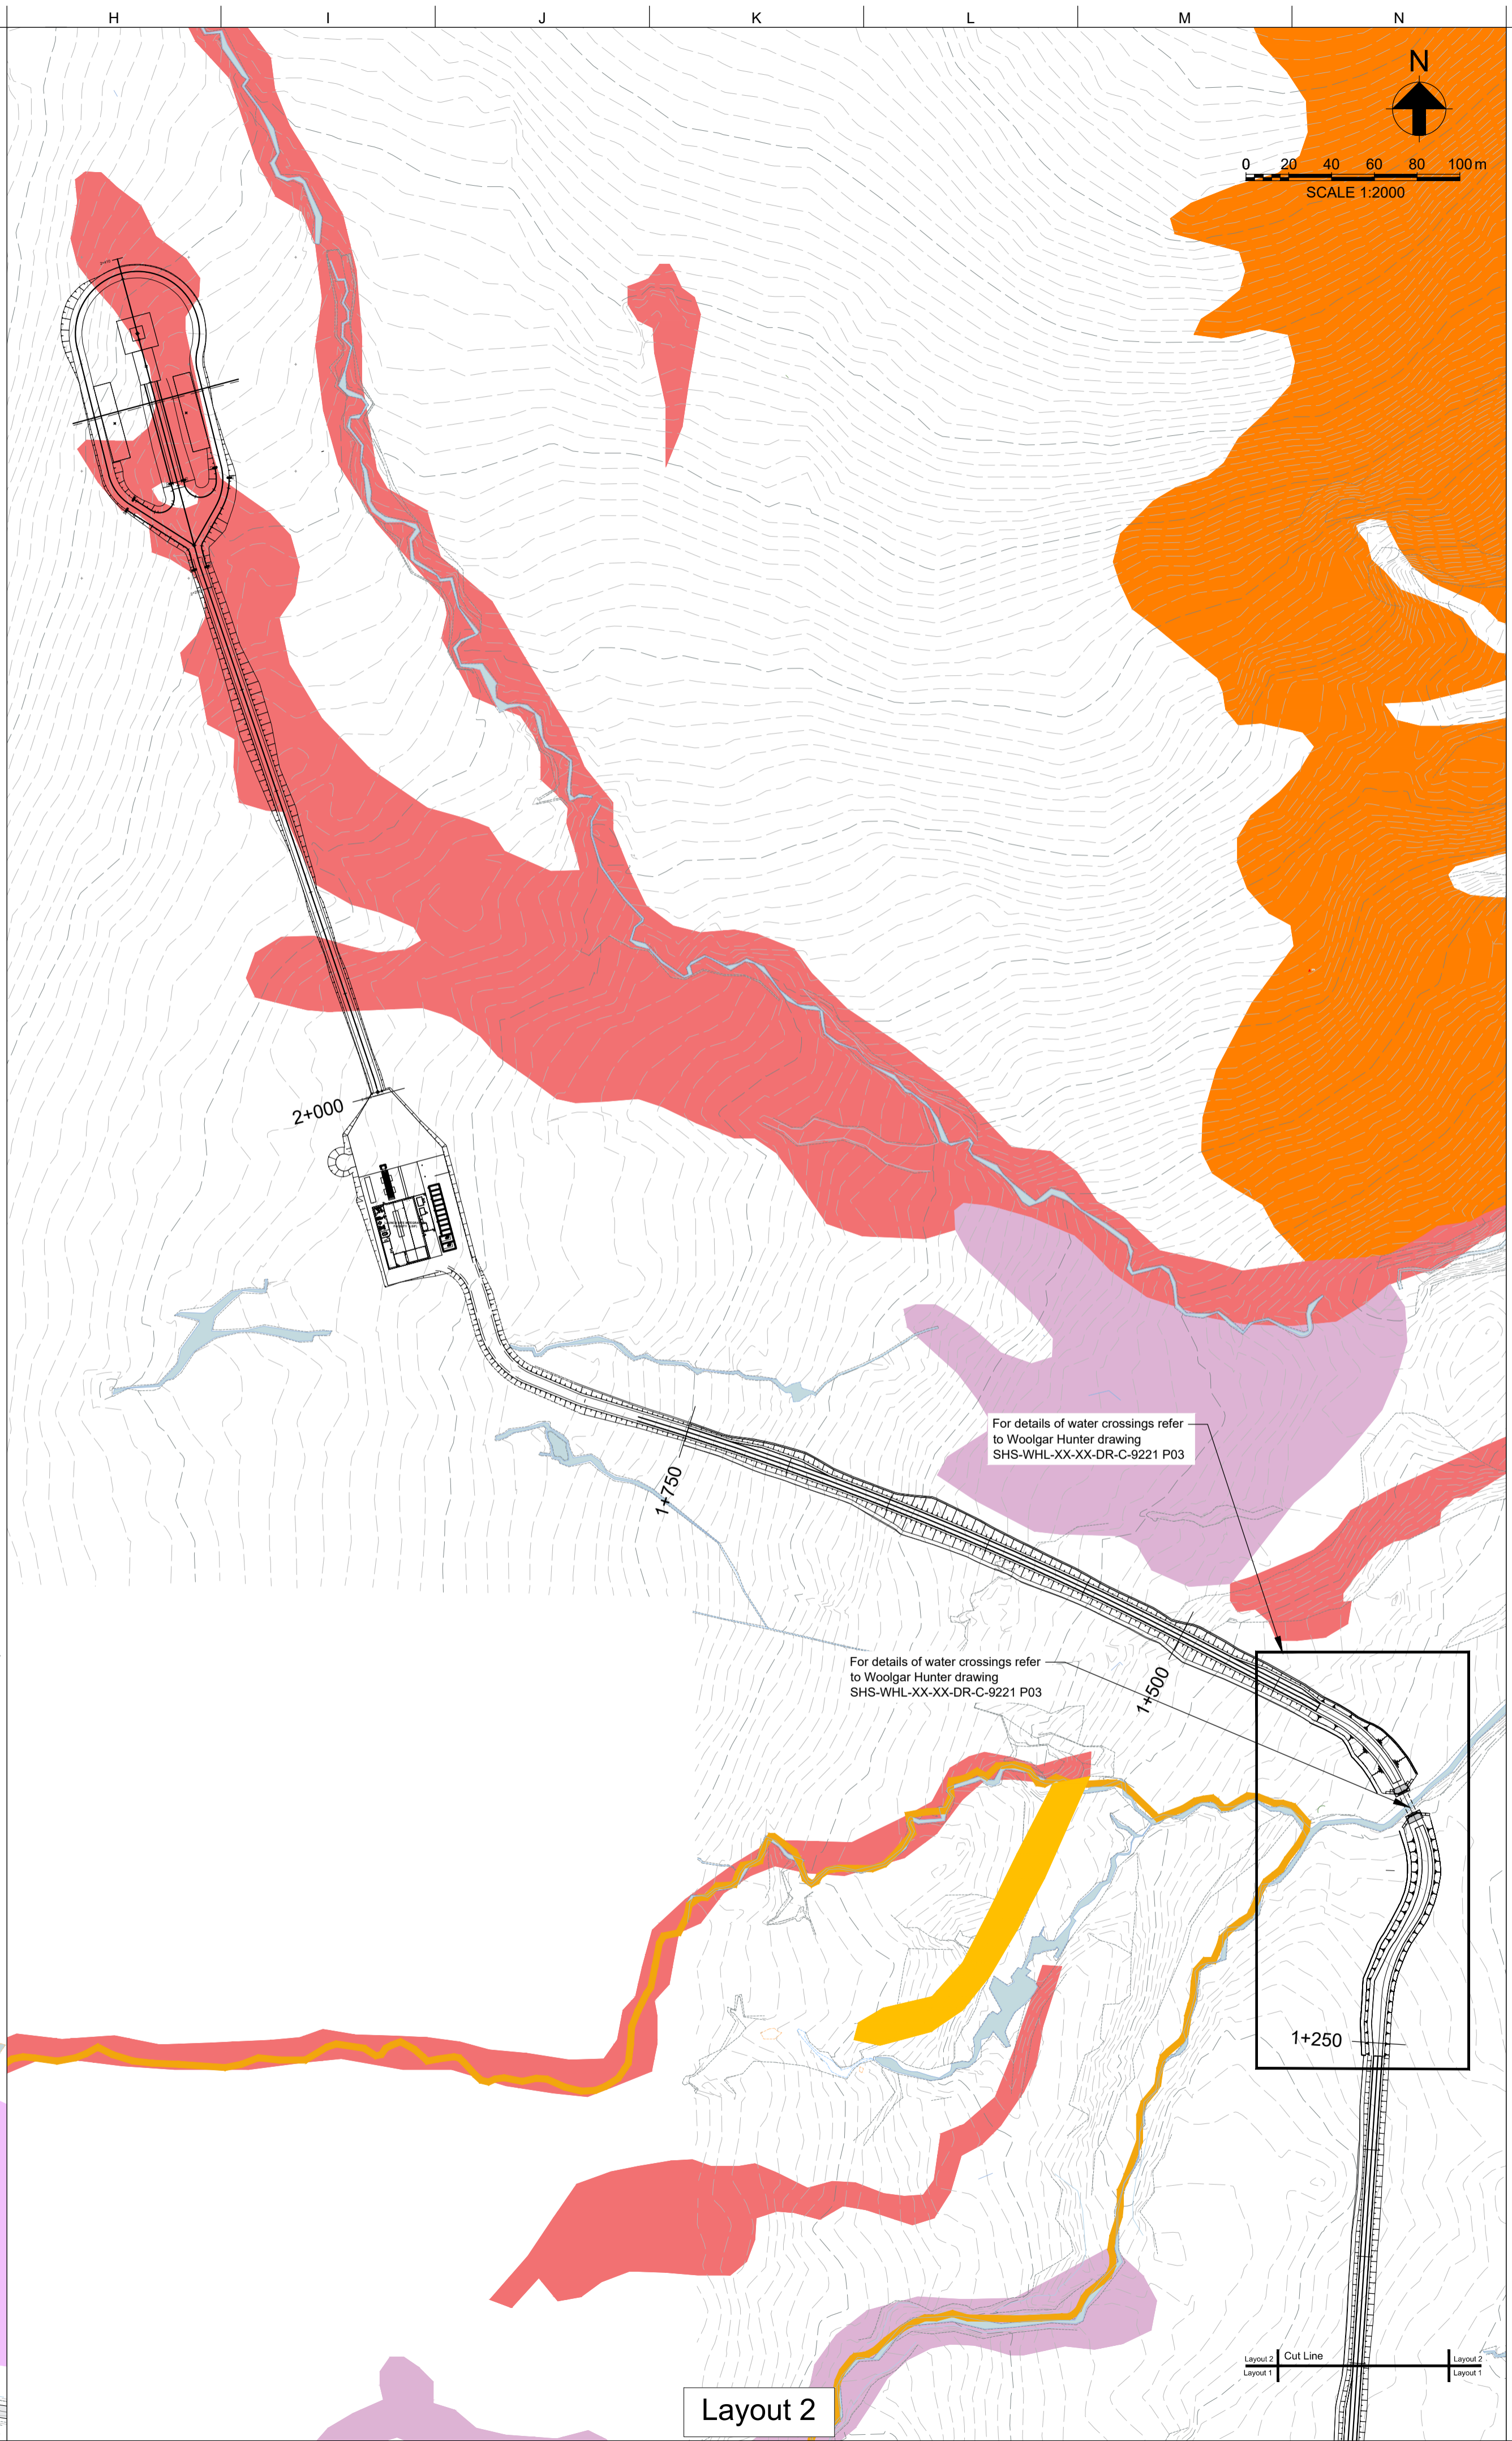 H I J K L M N
N
0 20 40 60 80 100 m
SCALE 1:2000
2+000
For details of water crossings refer
to Woolgar Hunter drawing
SHS-WHL-XX-XX-DR-C-9221 P03
1+750
For details of water crossings refer
to Woolgar Hunter drawing
SHS-WHL-XX-XX-DR-C-9221 P03
1+500
1+250
Layout 2 Cut Line Layout 2
Layout 1 Layout 1
Layout 2